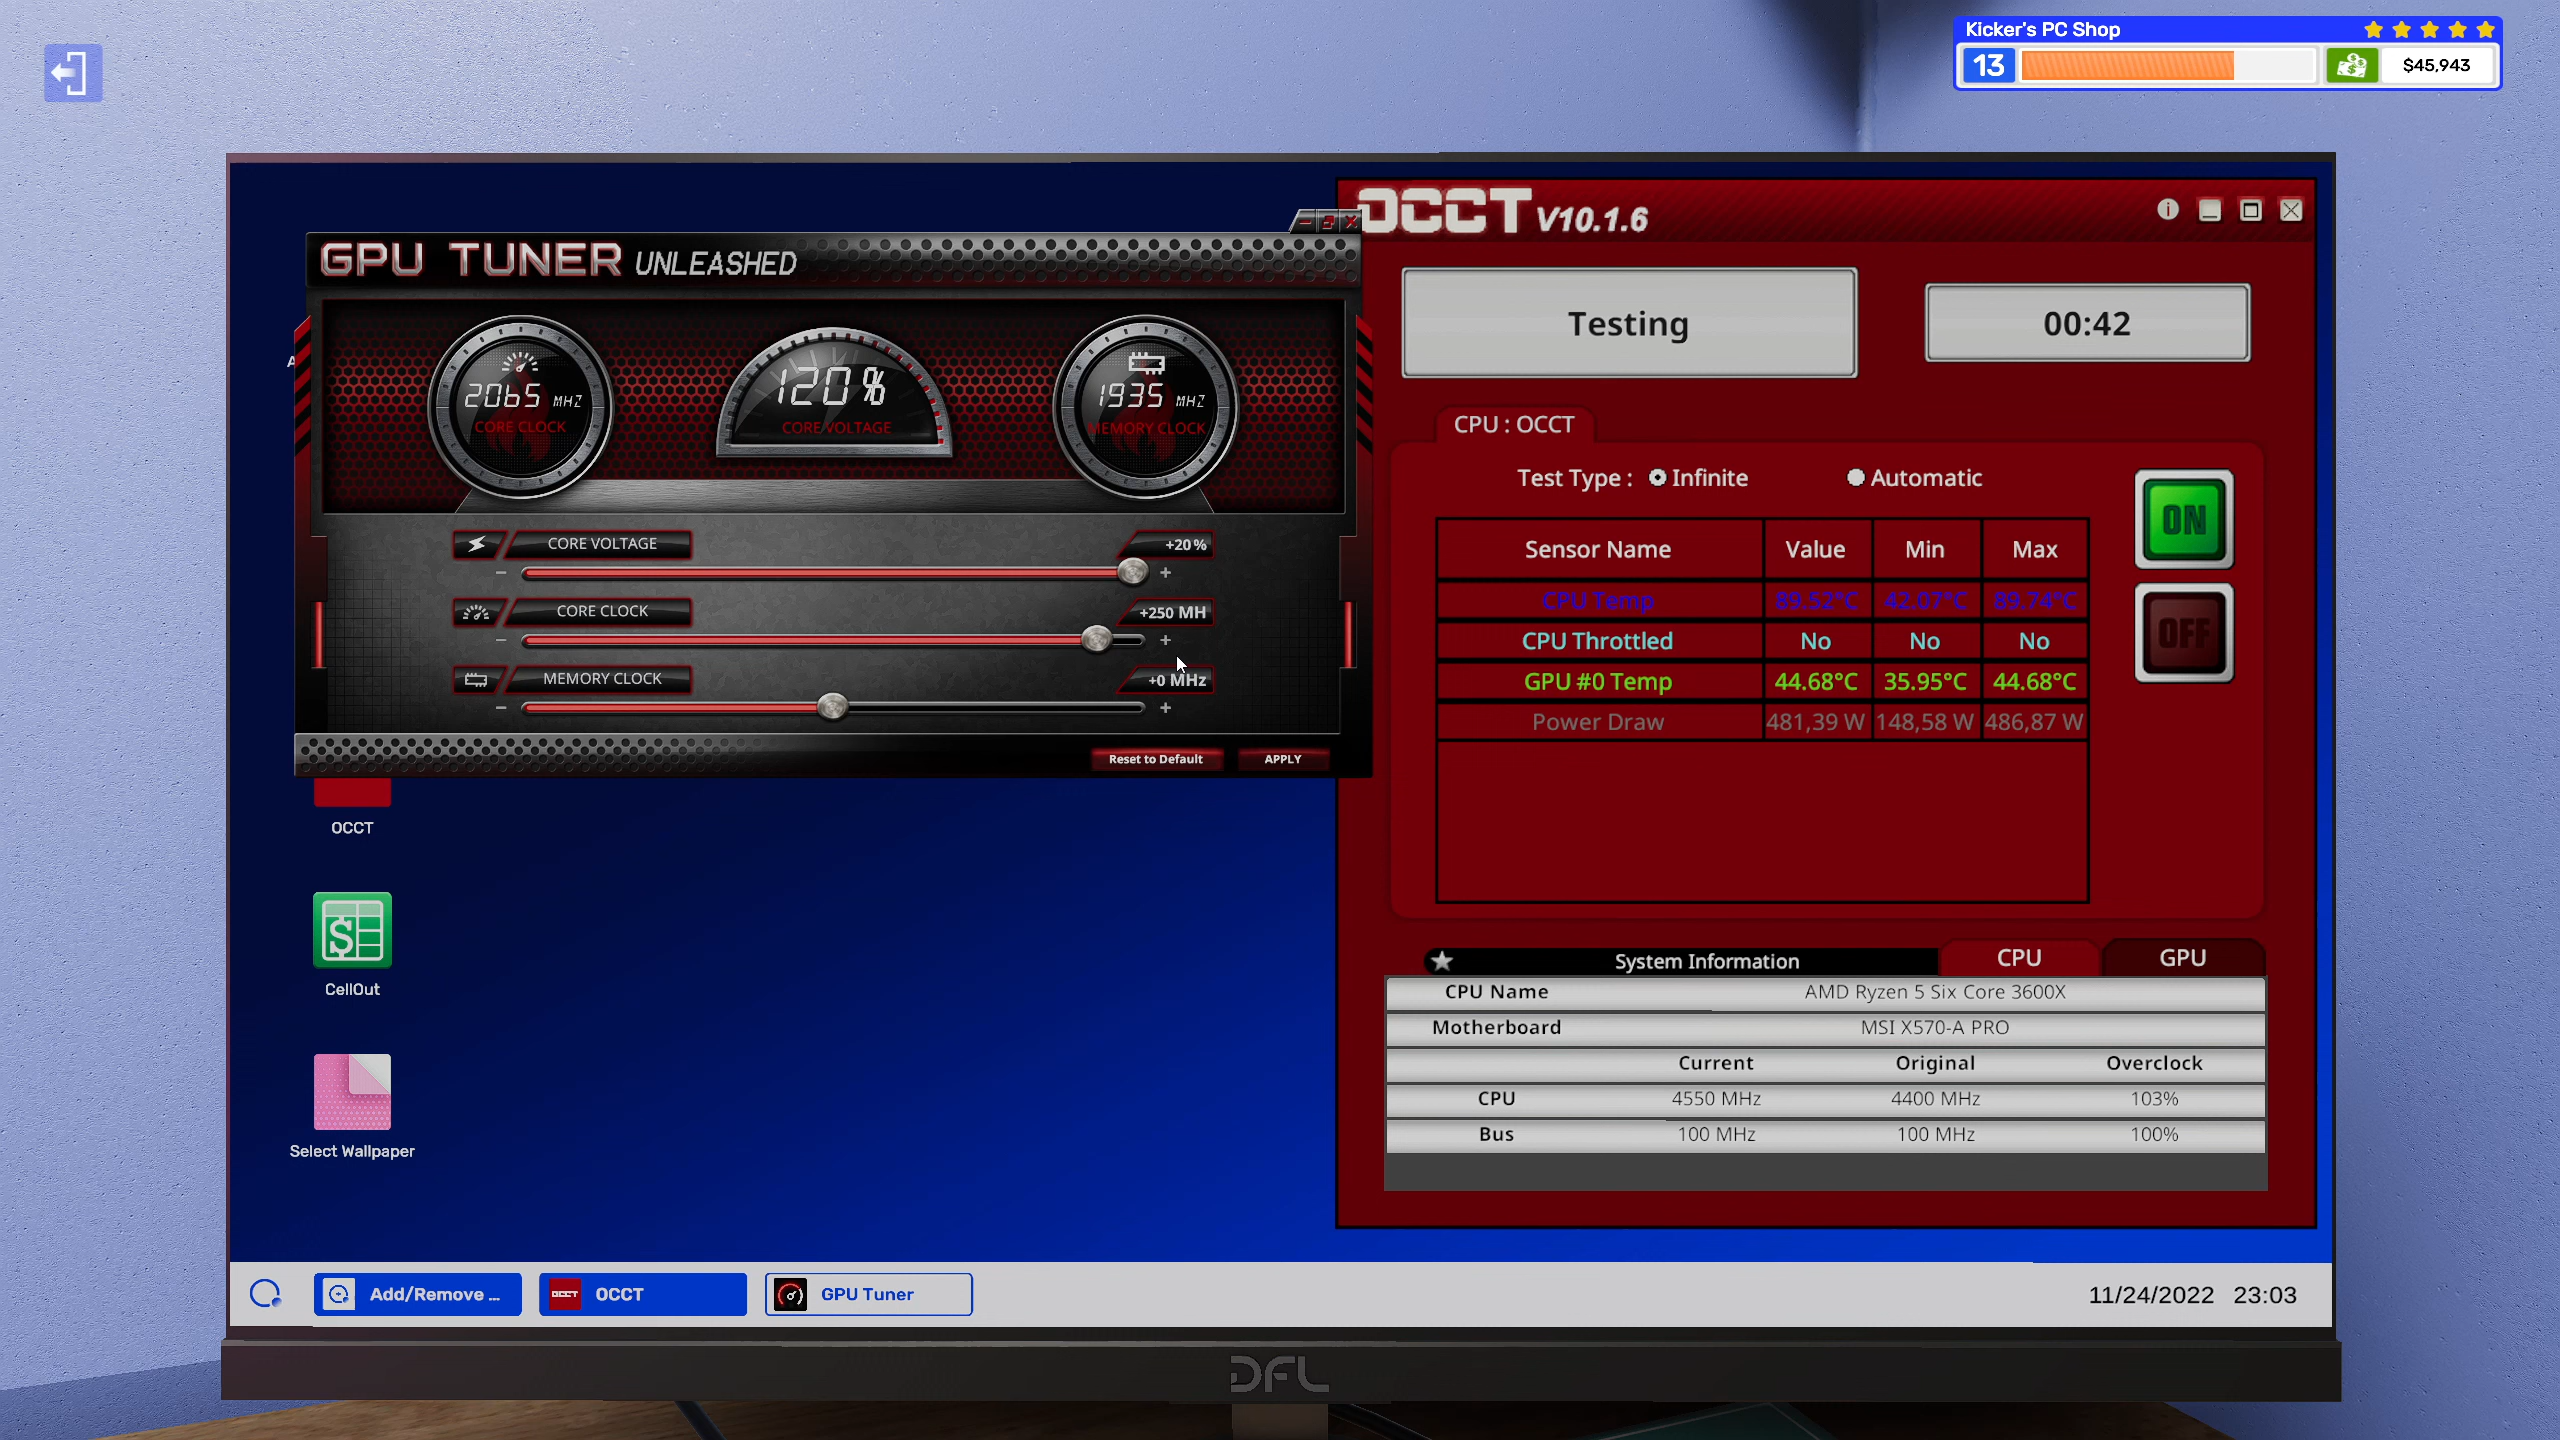 Kicker's PC Shop
13
$45,943
OCCT V10.1.6
GPU TUNER UNLEASHED
Testing
00:42
2065 MHZ
CORE CLOCK
120%
CORE VOLTAGE
1935 MHZ
MEMORY CLOCK
A
CPU : OCCT
Test Type : Infinite Automatic
CORE VOLTAGE +20%
- +
CORE CLOCK +250 MH
- +
MEMORY CLOCK +0 MHz
- +
Reset to Default APPLY
ON
OFF
Sensor Name Value Min Max
CPU Temp 89.52°C 42.07°C 89.74°C
CPU Throttled No No No
GPU #0 Temp 44.68°C 35.95°C 44.68°C
Power Draw 481,39 W 148,58 W 486,87 W
OCCT
CellOut
Select Wallpaper
System Information CPU GPU
CPU Name AMD Ryzen 5 Six Core 3600X
Motherboard MSI X570-A PRO
Current Original Overclock
CPU 4550 MHz 4400 MHz 103%
Bus 100 MHz 100 MHz 100%
Add/Remove ...
OCCT OCCT
GPU Tuner
11/24/2022 23:03
DFL